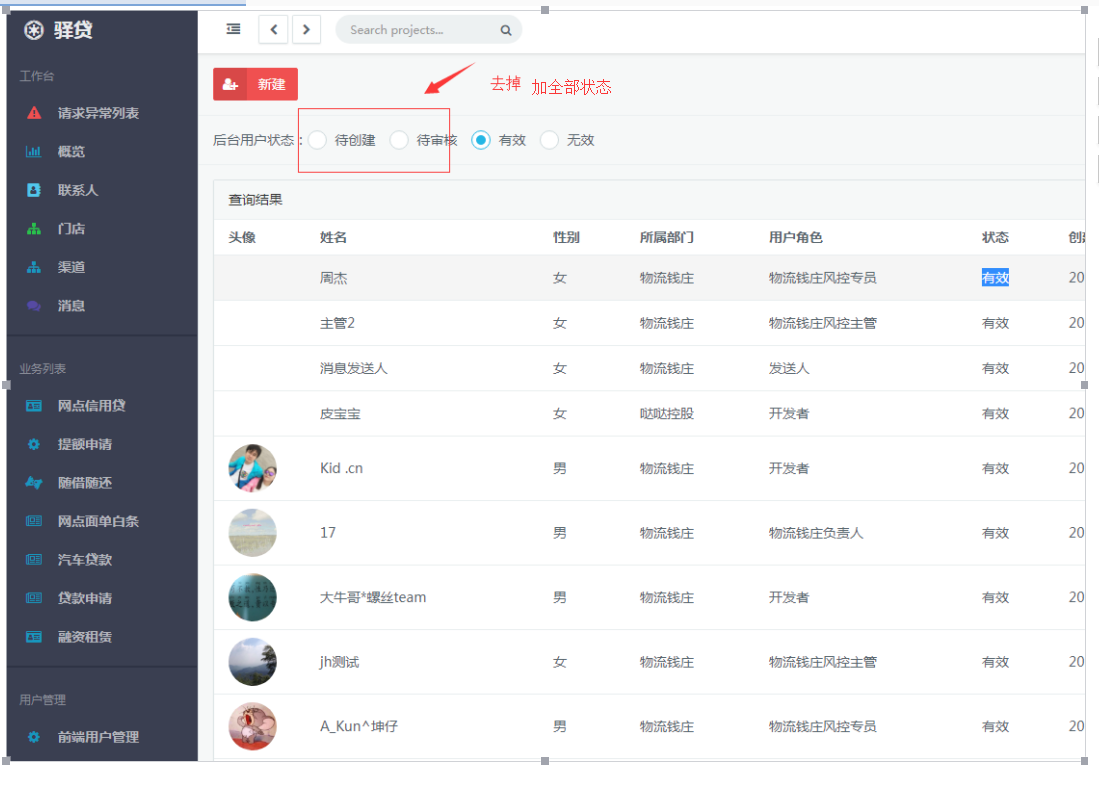 驿贷
Search projects...
工作台
请求异常列表
概览
联系人
门店
渠道
消息
业务列表
网点信用贷
提额申请
随借随还
网点面单白条
汽车贷款
贷款申请
融资租赁
用户管理
前端用户管理
新建
去掉 加全部状态
后台用户状态: 待创建 待审核 有效 无效
查询结果
头像 姓名 性别 所属部门 用户角色 状态
周杰 女 物流钱庄 物流钱庄风控专员 有效 20
主管2 女 物流钱庄 物流钱庄风控主管 有效 20
消息发送人 女 物流钱庄 发送人 有效 20
皮宝宝 女 哒哒控股 开发者 有效 20
Kid .cn 男 物流钱庄 开发者 有效 20
17 男 物流钱庄 物流钱庄负责人 有效 20
大牛哥*螺丝team 男 物流钱庄 开发者 有效 20
jh测试 女 物流钱庄 物流钱庄风控主管 有效 20
A_Kun^坤仔 男 物流钱庄 物流钱庄风控专员 有效 20